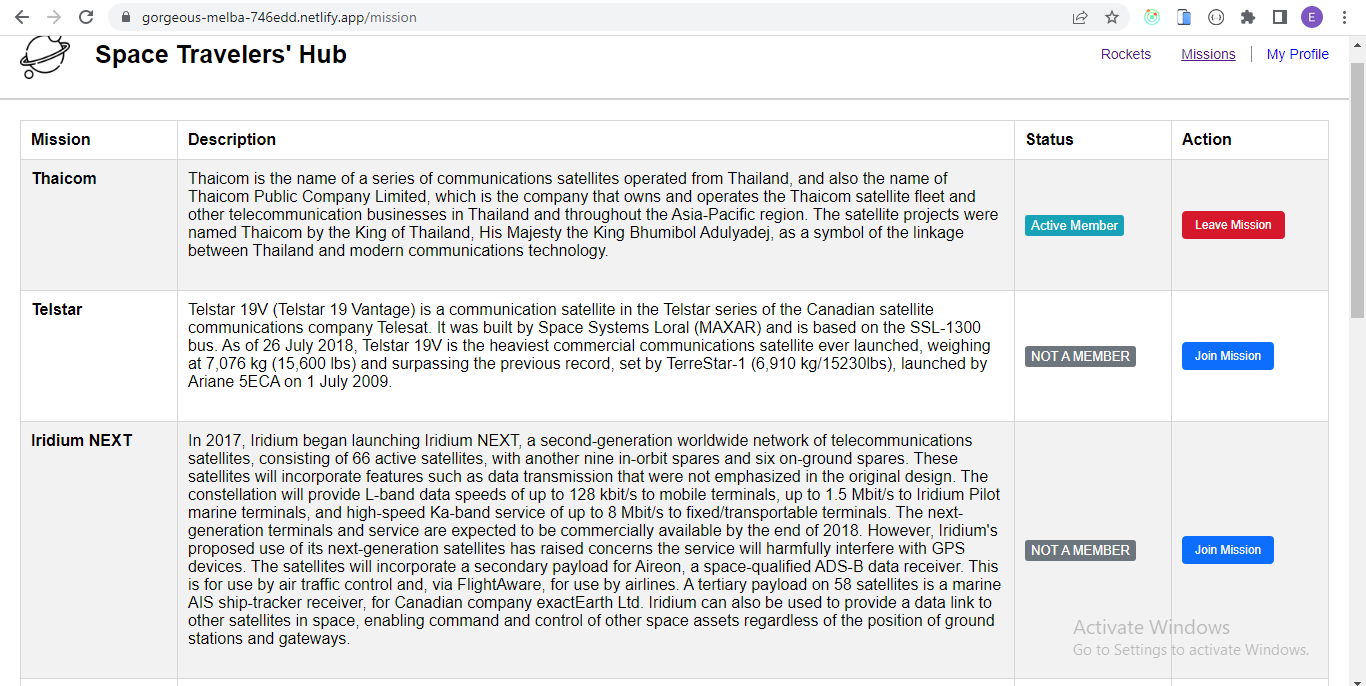 gorgeous-melba-746edd.netlify.app/mission
E
Space Travelers' Hub
Rockets
Missions
My Profile
Mission
Description
Status
Action
Thaicom
Thaicom is the name of a series of communications satellites operated from Thailand, and also the name of
Thaicom Public Company Limited, which is the company that owns and operates the Thaicom satellite fleet and
other telecommunication businesses in Thailand and throughout the Asia-Pacific region. The satellite projects were
named Thaicom by the King of Thailand, His Majesty the King Bhumibol Adulyadej, as a symbol of the linkage
between Thailand and modern communications technology.
Active Member
Leave Mission
Telstar
Telstar 19V (Telstar 19 Vantage) is a communication satellite in the Telstar series of the Canadian satellite
communications company Telesat. It was built by Space Systems Loral (MAXAR) and is based on the SSL-1300
bus. As of 26 July 2018, Telstar 19V is the heaviest commercial communications satellite ever launched, weighing
at 7,076 kg (15,600 lbs) and surpassing the previous record, set by TerreStar-1 (6,910 kg/15230lbs), launched by
Ariane 5ECA on 1 July 2009.
NOT A MEMBER
Join Mission
Iridium NEXT
In 2017, Iridium began launching Iridium NEXT, a second-generation worldwide network of telecommunications
satellites, consisting of 66 active satellites, with another nine in-orbit spares and six on-ground spares. These
satellites will incorporate features such as data transmission that were not emphasized in the original design. The
constellation will provide L-band data speeds of up to 128 kbit/s to mobile terminals, up to 1.5 Mbit/s to Iridium Pilot
marine terminals, and high-speed Ka-band service of up to 8 Mbit/s to fixed/transportable terminals. The next-
generation terminals and service are expected to be commercially available by the end of 2018. However, Iridium's
proposed use of its next-generation satellites has raised concerns the service will harmfully interfere with GPS
devices. The satellites will incorporate a secondary payload for Aireon, a space-qualified ADS-B data receiver. This
is for use by air traffic control and, via FlightAware, for use by airlines. A tertiary payload on 58 satellites is a marine
AIS ship-tracker receiver, for Canadian company exactEarth Ltd. Iridium can also be used to provide a data link to
other satellites in space, enabling command and control of other space assets regardless of the position of ground
stations and gateways.
NOT A MEMBER
Join Mission
Activate Windows
Go to Settings to activate Windows.